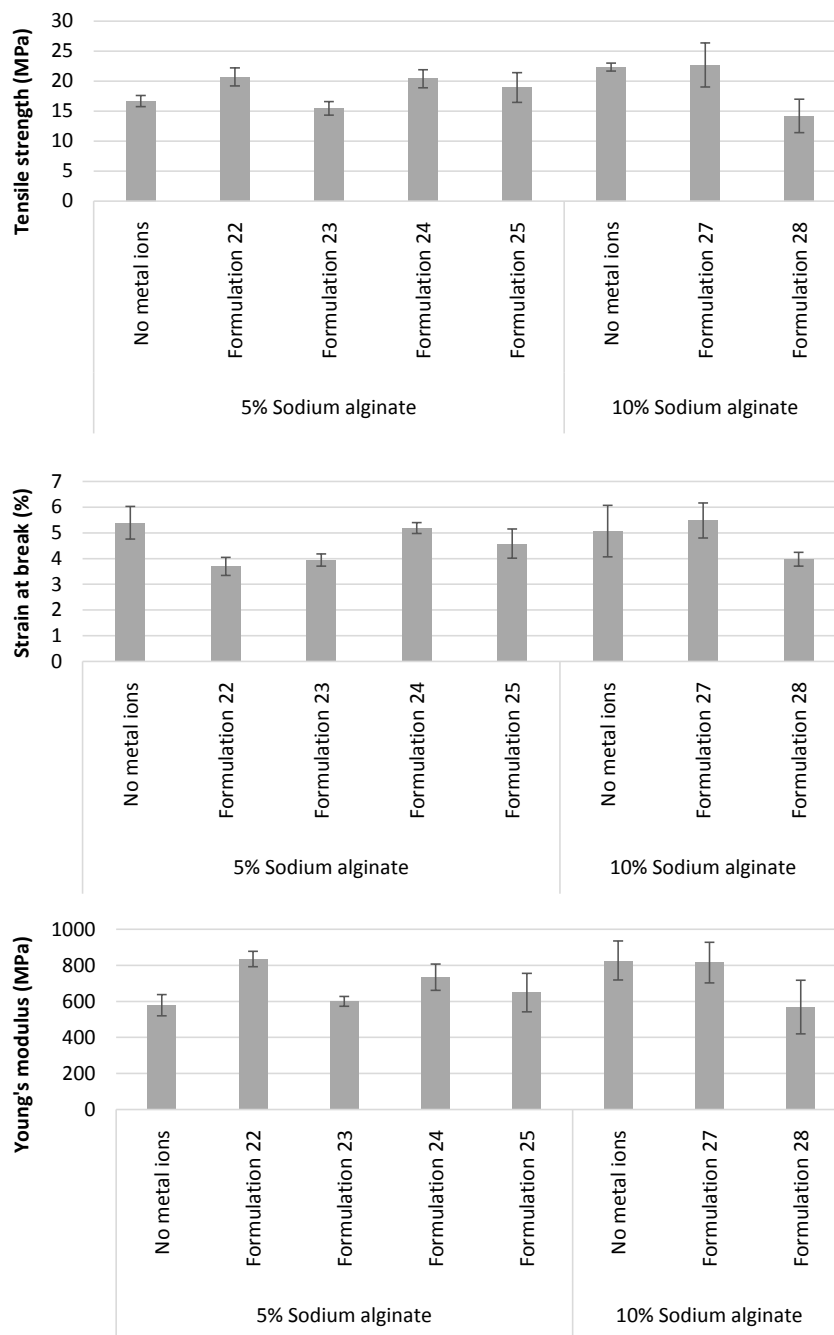 Tensile strength (MPa)
30
25
20
15
10
5
0
No metal ions
Formulation 22
Formulation 23
Formulation 24
Formulation 25
No metal ions
Formulation 27
Formulation 28
5% Sodium alginate
10% Sodium alginate
Strain at break (%)
7
6
5
4
3
2
1
0
No metal ions
Formulation 22
Formulation 23
Formulation 24
Formulation 25
No metal ions
Formulation 27
Formulation 28
5% Sodium alginate
10% Sodium alginate
Young's modulus (MPa)
1000
800
600
400
200
0
No metal ions
Formulation 22
Formulation 23
Formulation 24
Formulation 25
No metal ions
Formulation 27
Formulation 28
5% Sodium alginate
10% Sodium alginate